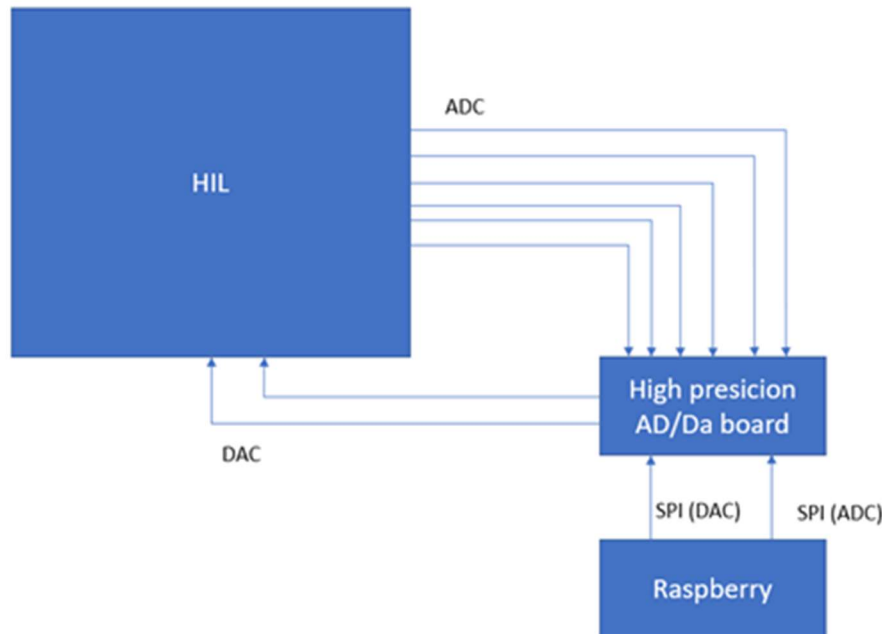 ADC
HIL
High presicion
AD/Da board
DAC
SPI (DAC)
SPI (ADC)
Raspberry